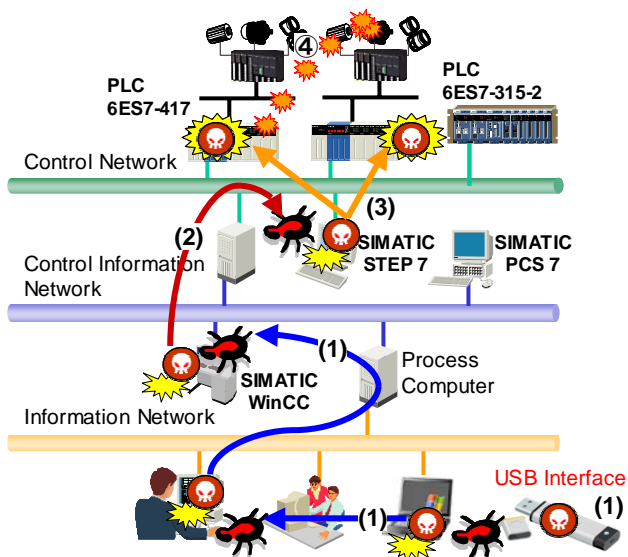 ④
PLC
6ES7-417
PLC
6ES7-315-2
Control Network
(2)
(3)
SIMATIC
STEP 7
SIMATIC
PCS 7
Control Information
Network
(1)
SIMATIC
WinCC
Process
Computer
Information Network
USB Interface
(1)
(1)